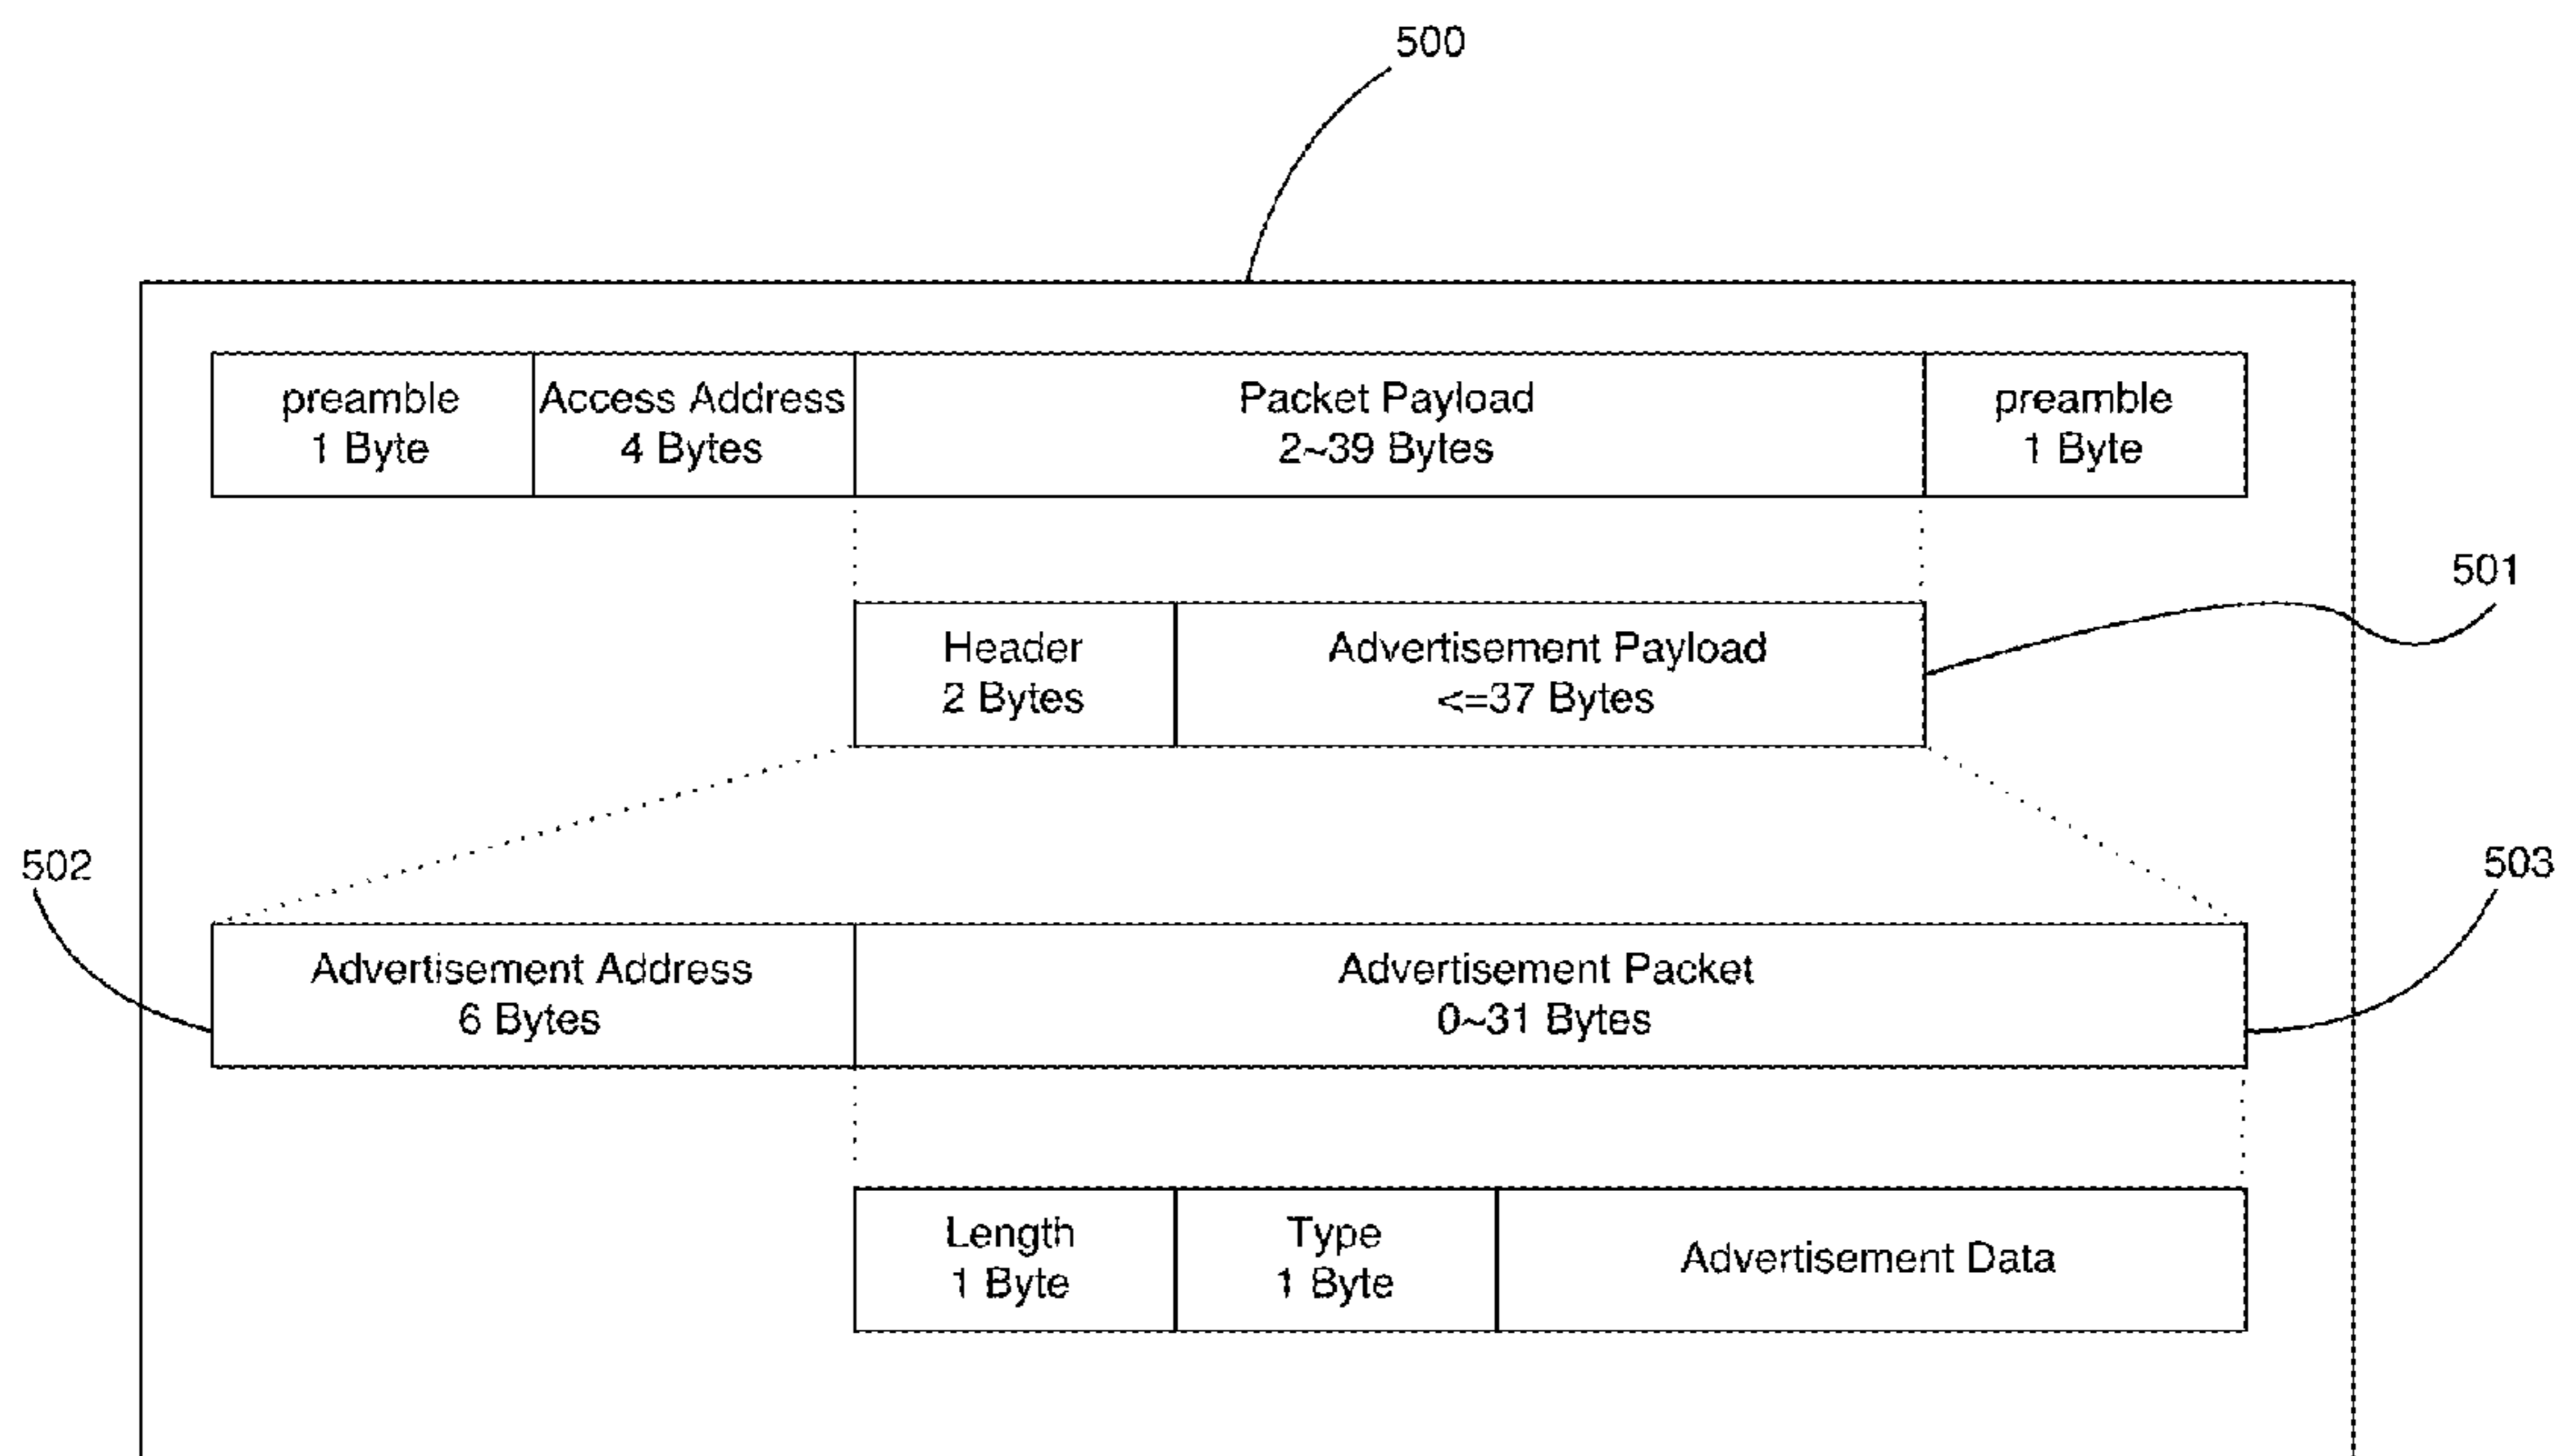 500
preamble
1 Byte
Access Address
4 Bytes
Packet Payload
2~39 Bytes
preamble
1 Byte
501
Header
2 Bytes
Advertisement Payload
<=37 Bytes
502
503
Advertisement Address
6 Bytes
Advertisement Packet
0~31 Bytes
Length
1 Byte
Type
1 Byte
Advertisement Data